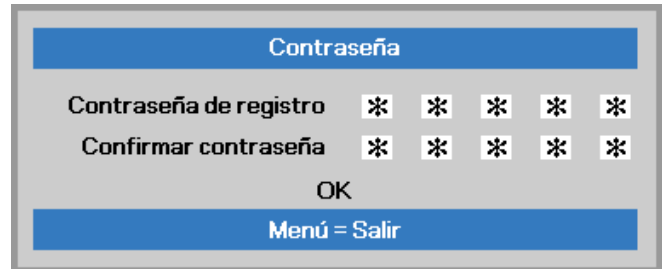 Contraseña
Contraseña de registro * * * * *
Confirmar contraseña * * * * *
OK
Menú = Salir